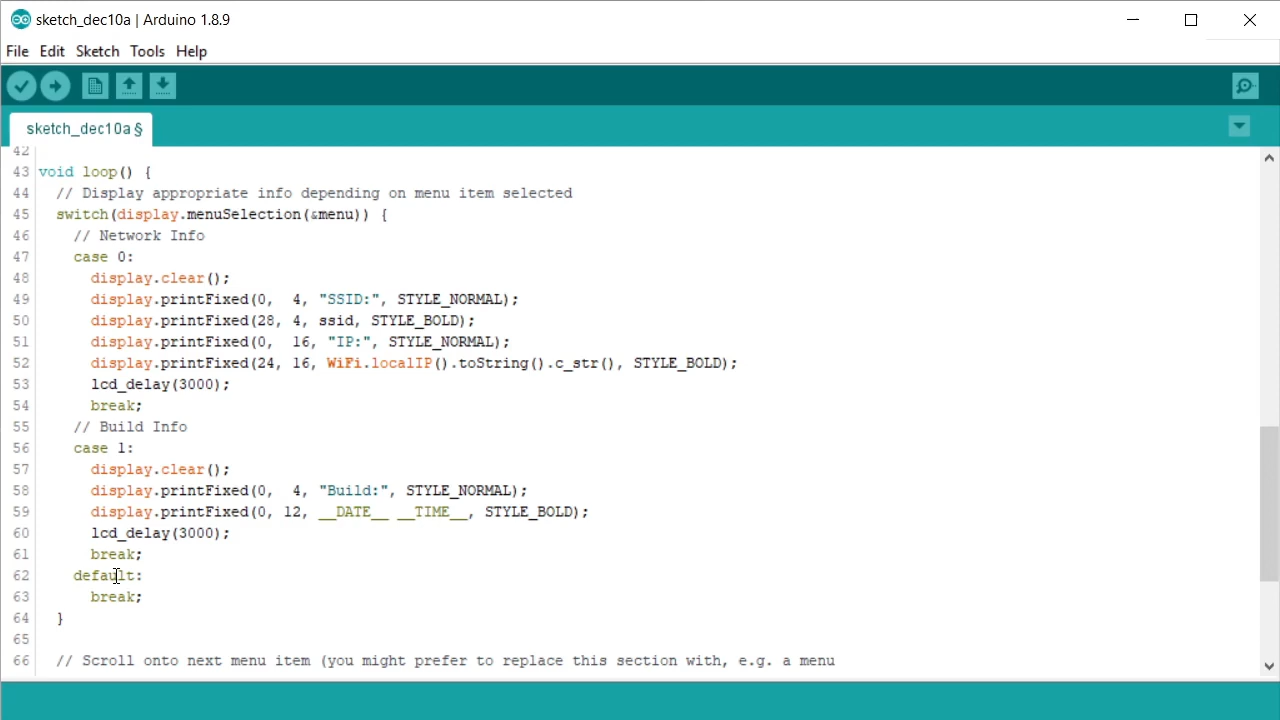 sketch_dec10a | Arduino 1.8.9
File Edit Sketch Tools Help
sketch_dec10a §
42
43 void loop() {
44   // Display appropriate info depending on menu item selected
45   switch(display.menuSelection(&menu)) {
46     // Network Info
47     case 0:
48       display.clear();
49       display.printFixed(0,  4, "SSID:", STYLE_NORMAL);
50       display.printFixed(28, 4, ssid, STYLE_BOLD);
51       display.printFixed(0,  16, "IP:", STYLE_NORMAL);
52       display.printFixed(24, 16, WiFi.localIP().toString().c_str(), STYLE_BOLD);
53       lcd_delay(3000);
54       break;
55     // Build Info
56     case 1:
57       display.clear();
58       display.printFixed(0,  4, "Build:", STYLE_NORMAL);
59       display.printFixed(0, 12, __DATE__ __TIME__, STYLE_BOLD);
60       lcd_delay(3000);
61       break;
62     default:
63       break;
64   }
65
66   // Scroll onto next menu item (you might prefer to replace this section with, e.g. a menu